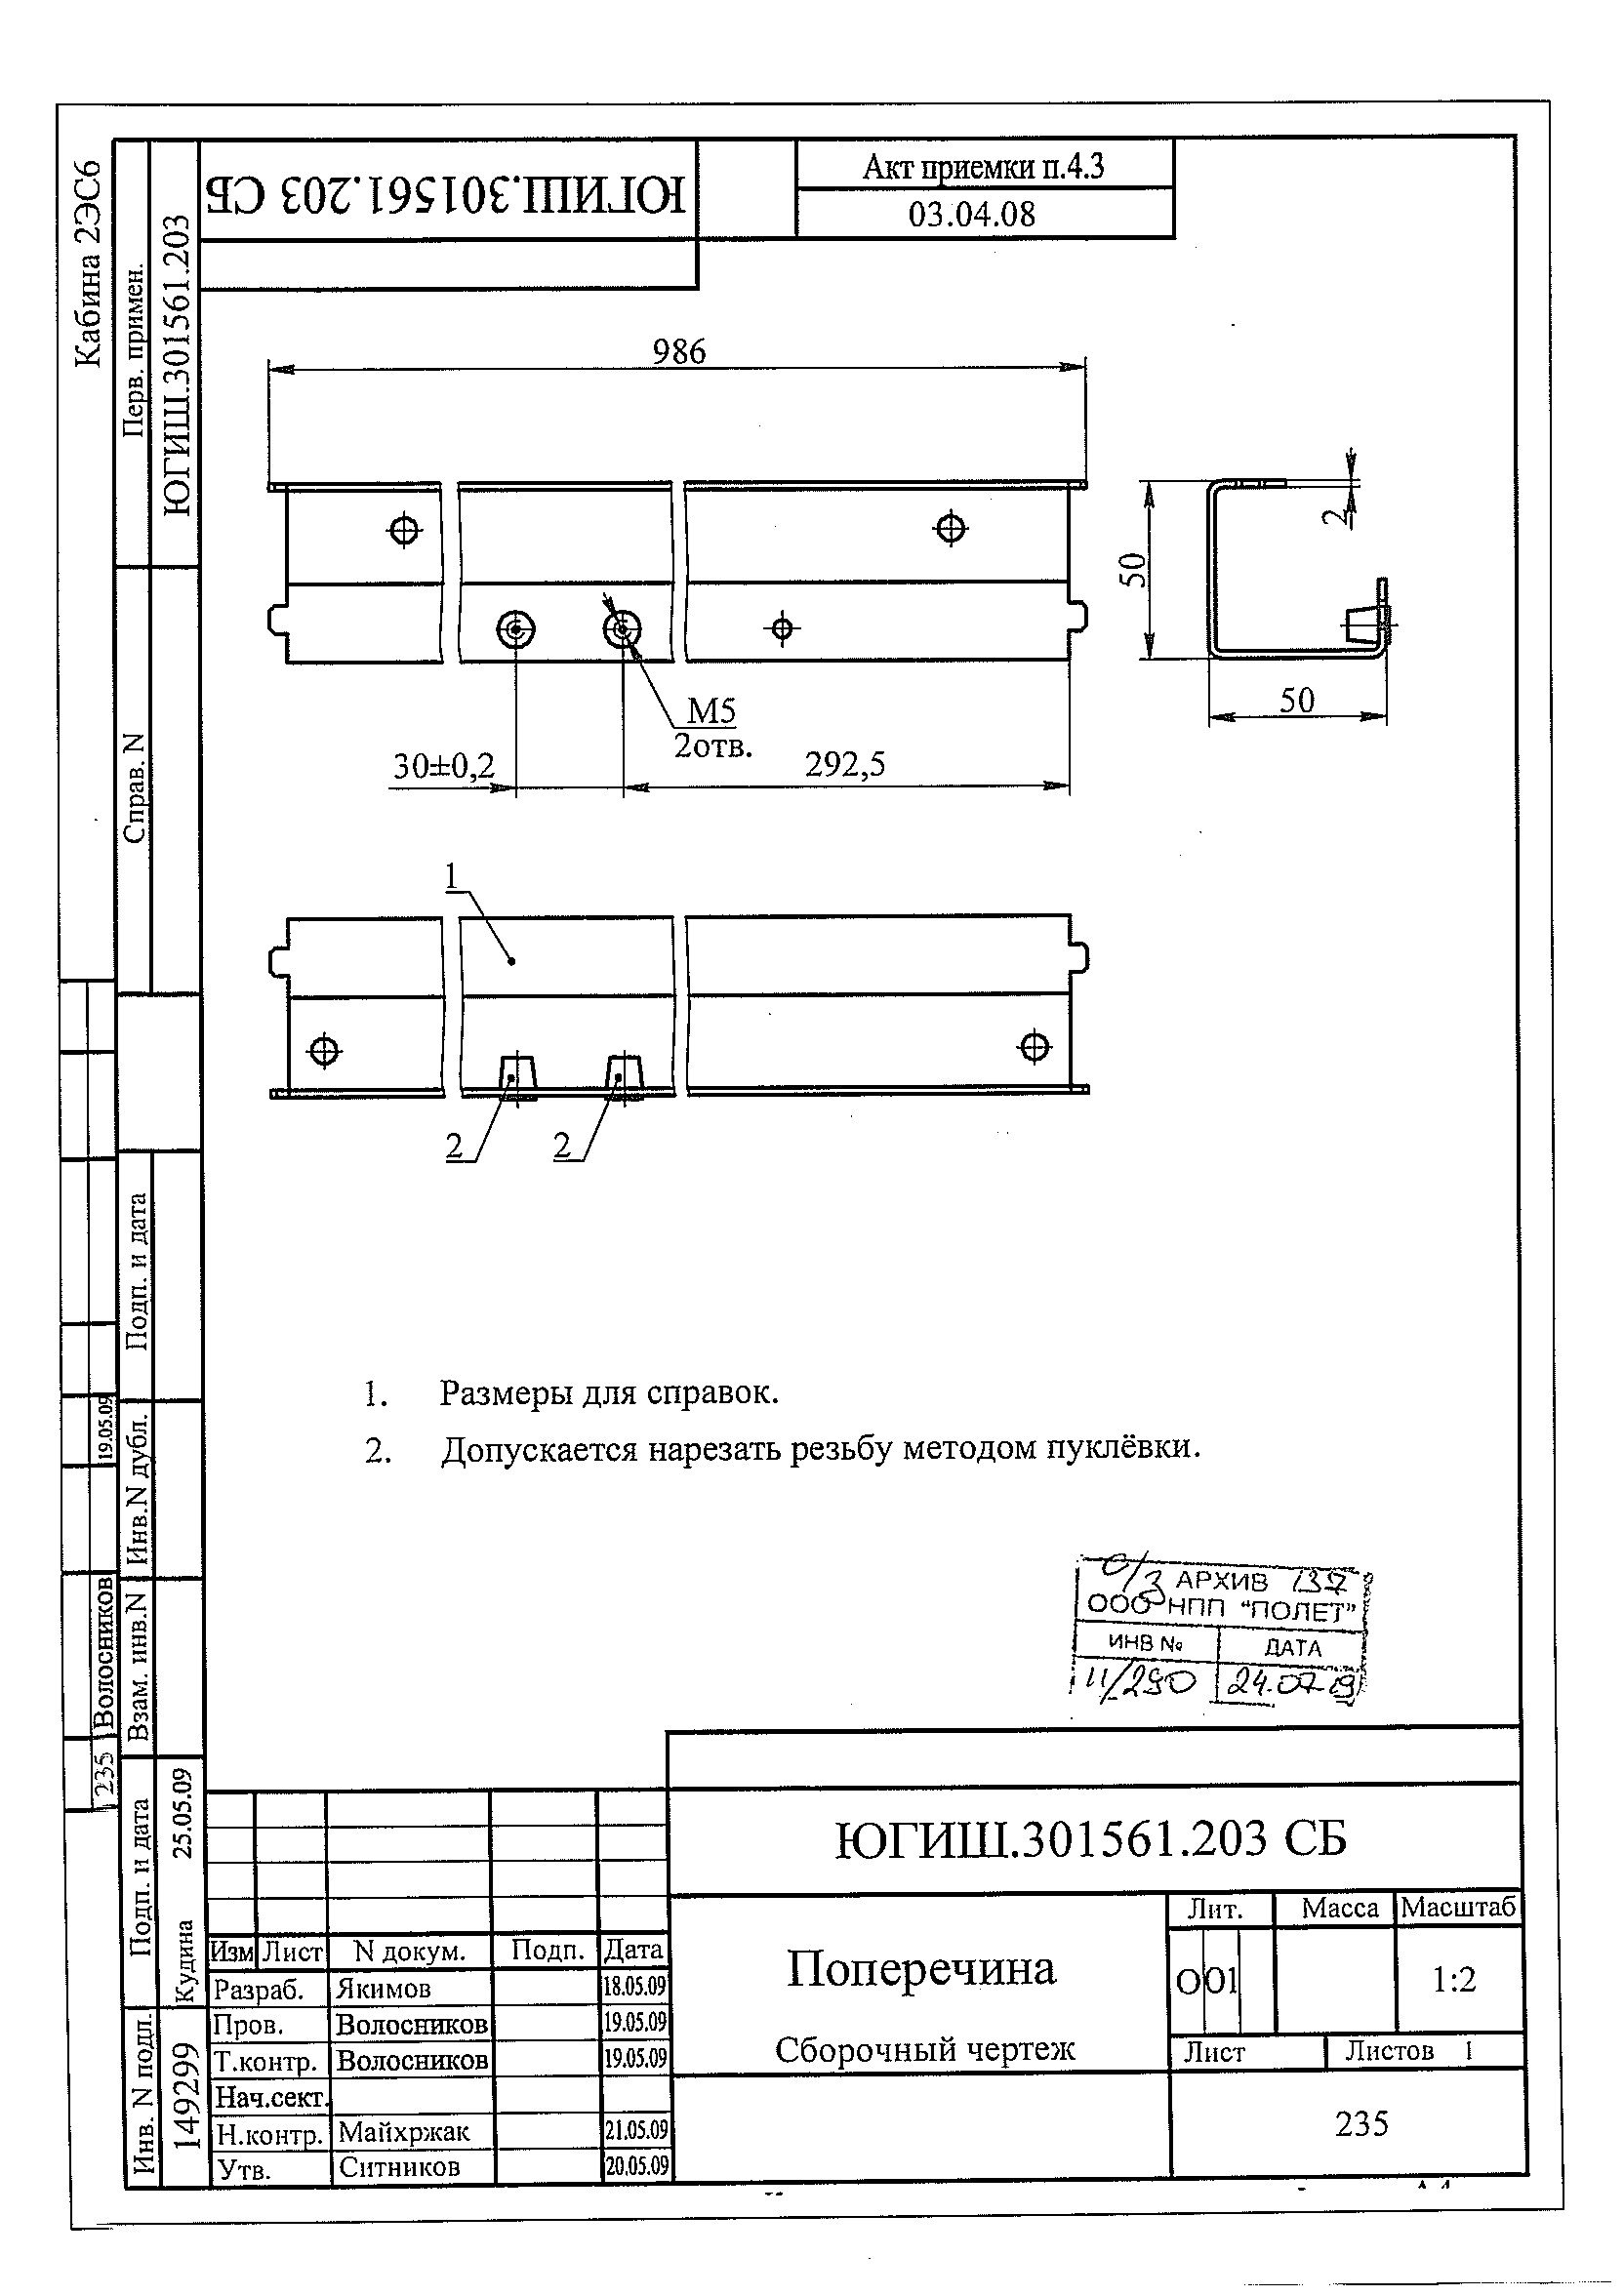 Кабина 2ЭС6
Перв. примен.
ЮГИШ.301561.203
Справ. N
ЮГИШ.301561.203 СБ
Акт приемки п.4.3
03.04.08
986
50
2
50
М5
2отв.
30±0,2
292,5
1
2
2
1. Размеры для справок.
2. Допускается нарезать резьбу методом пуклёвки.
Подп. и дата
Инв.N дубл.
Взам. инв.N
Подп. и дата
Кудина 25.05.09
Инв. N подл.
149299
235 Волосников 19.05.09
АРХИВ 137
ООО НПП "ПОЛЕТ"
ИНВ № ДАТА
11/290 24.07.19
ЮГИШ.301561.203 СБ
Изм Лист N докум. Подп. Дата
Разраб. Якимов 18.05.09
Пров. Волосников 19.05.09
Т.контр. Волосников 19.05.09
Нач.сект.
Н.контр. Майхржак 21.05.09
Утв. Ситников 20.05.09
Поперечина
Сборочный чертеж
Лит. Масса Масштаб
О О1 1:2
Лист Листов 1
235